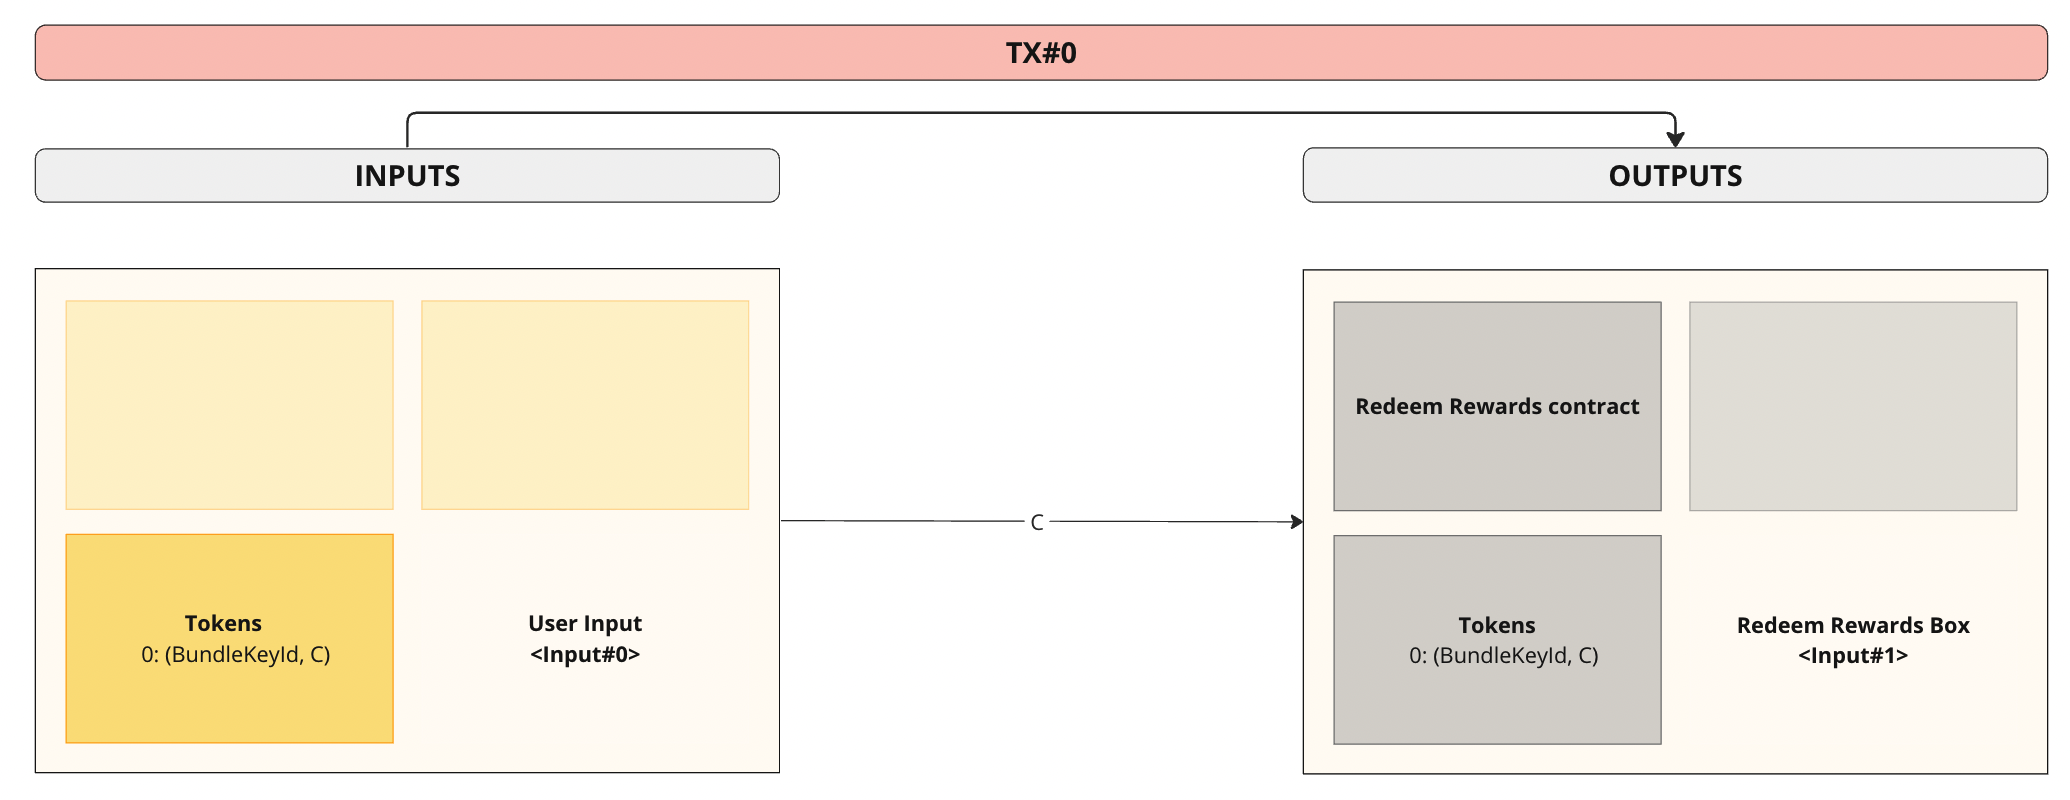 TX#0
INPUTS
OUTPUTS
Tokens
0: (BundleKeyId, C)
User Input
<Input#0>
C
Redeem Rewards contract
Tokens
0: (BundleKeyId, C)
Redeem Rewards Box
<Input#1>